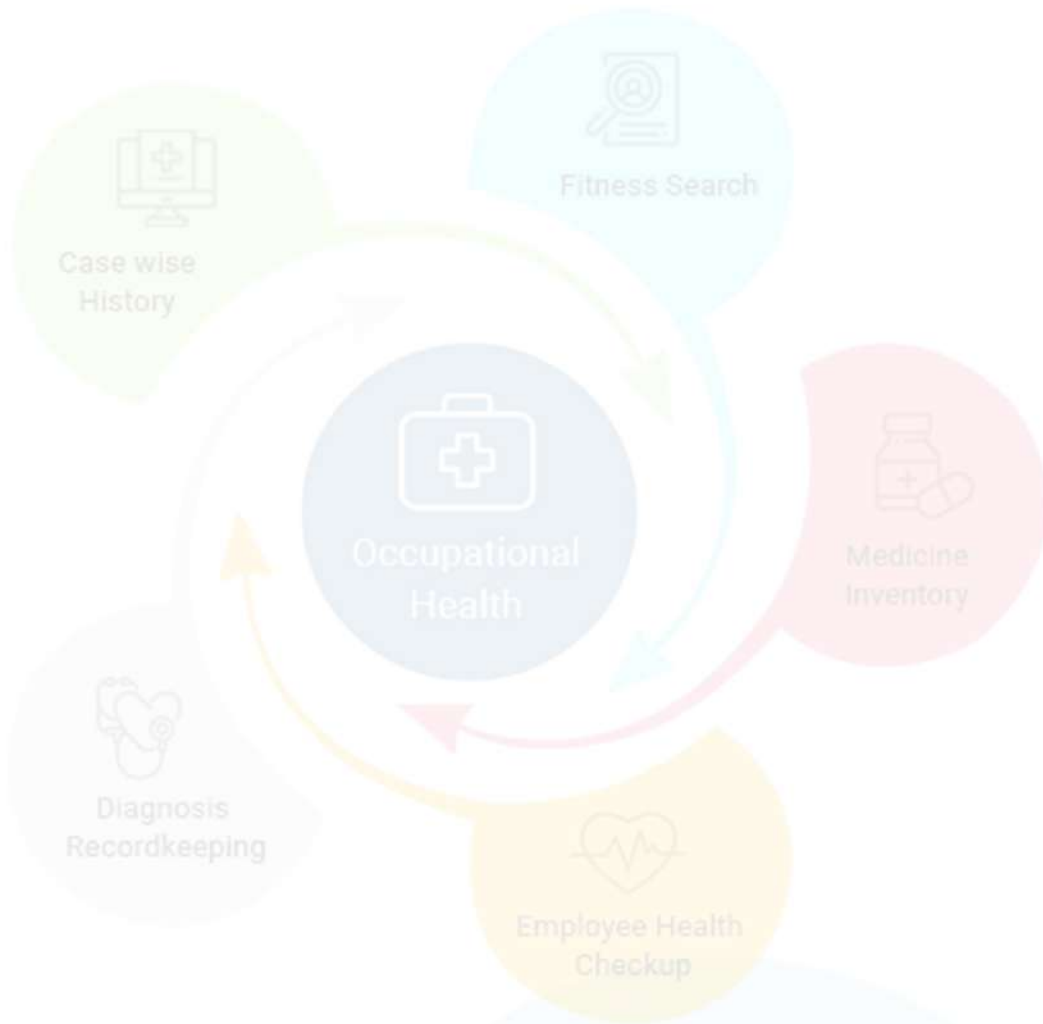 Fitness Search
Case wise
History
Occupational
Health
Medicine
Inventory
Diagnosis
Recordkeeping
Employee Health
Checkup